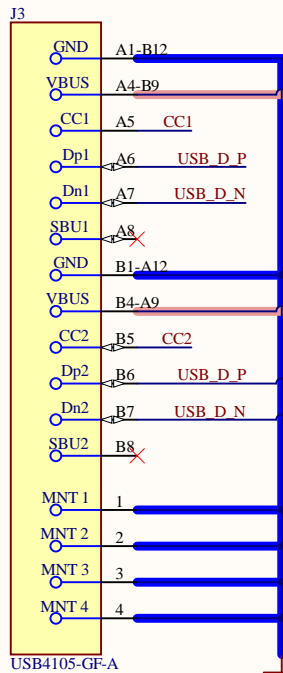 J3
GND A1-B12
VBUS A4-B9
CC1 A5 CC1
Dp1 A6 USB_D_P
Dn1 A7 USB_D_N
SBU1 A8
GND B1-A12
VBUS B4-A9
CC2 B5 CC2
Dp2 B6 USB_D_P
Dn2 B7 USB_D_N
SBU2 B8
MNT 1 1
MNT 2 2
MNT 3 3
MNT 4 4
USB4105-GF-A